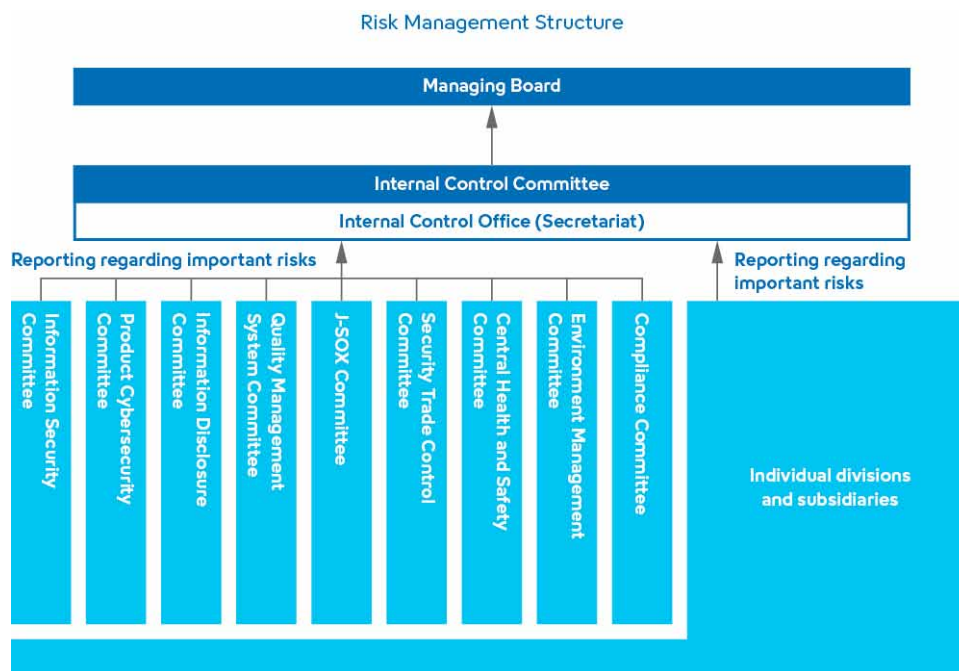 Risk Management Structure
Managing Board
Internal Control Committee
Internal Control Office (Secretariat)
Reporting regarding important risks
Reporting regarding
important risks
Information Security
Committee
Product Cybersecurity
Committee
Information Disclosure
Committee
Quality Management
System Committee
J-SOX Committee
Security Trade Control
Committee
Central Health and Safety
Committee
Environment Management
Committee
Compliance Committee
Individual divisions
and subsidiaries